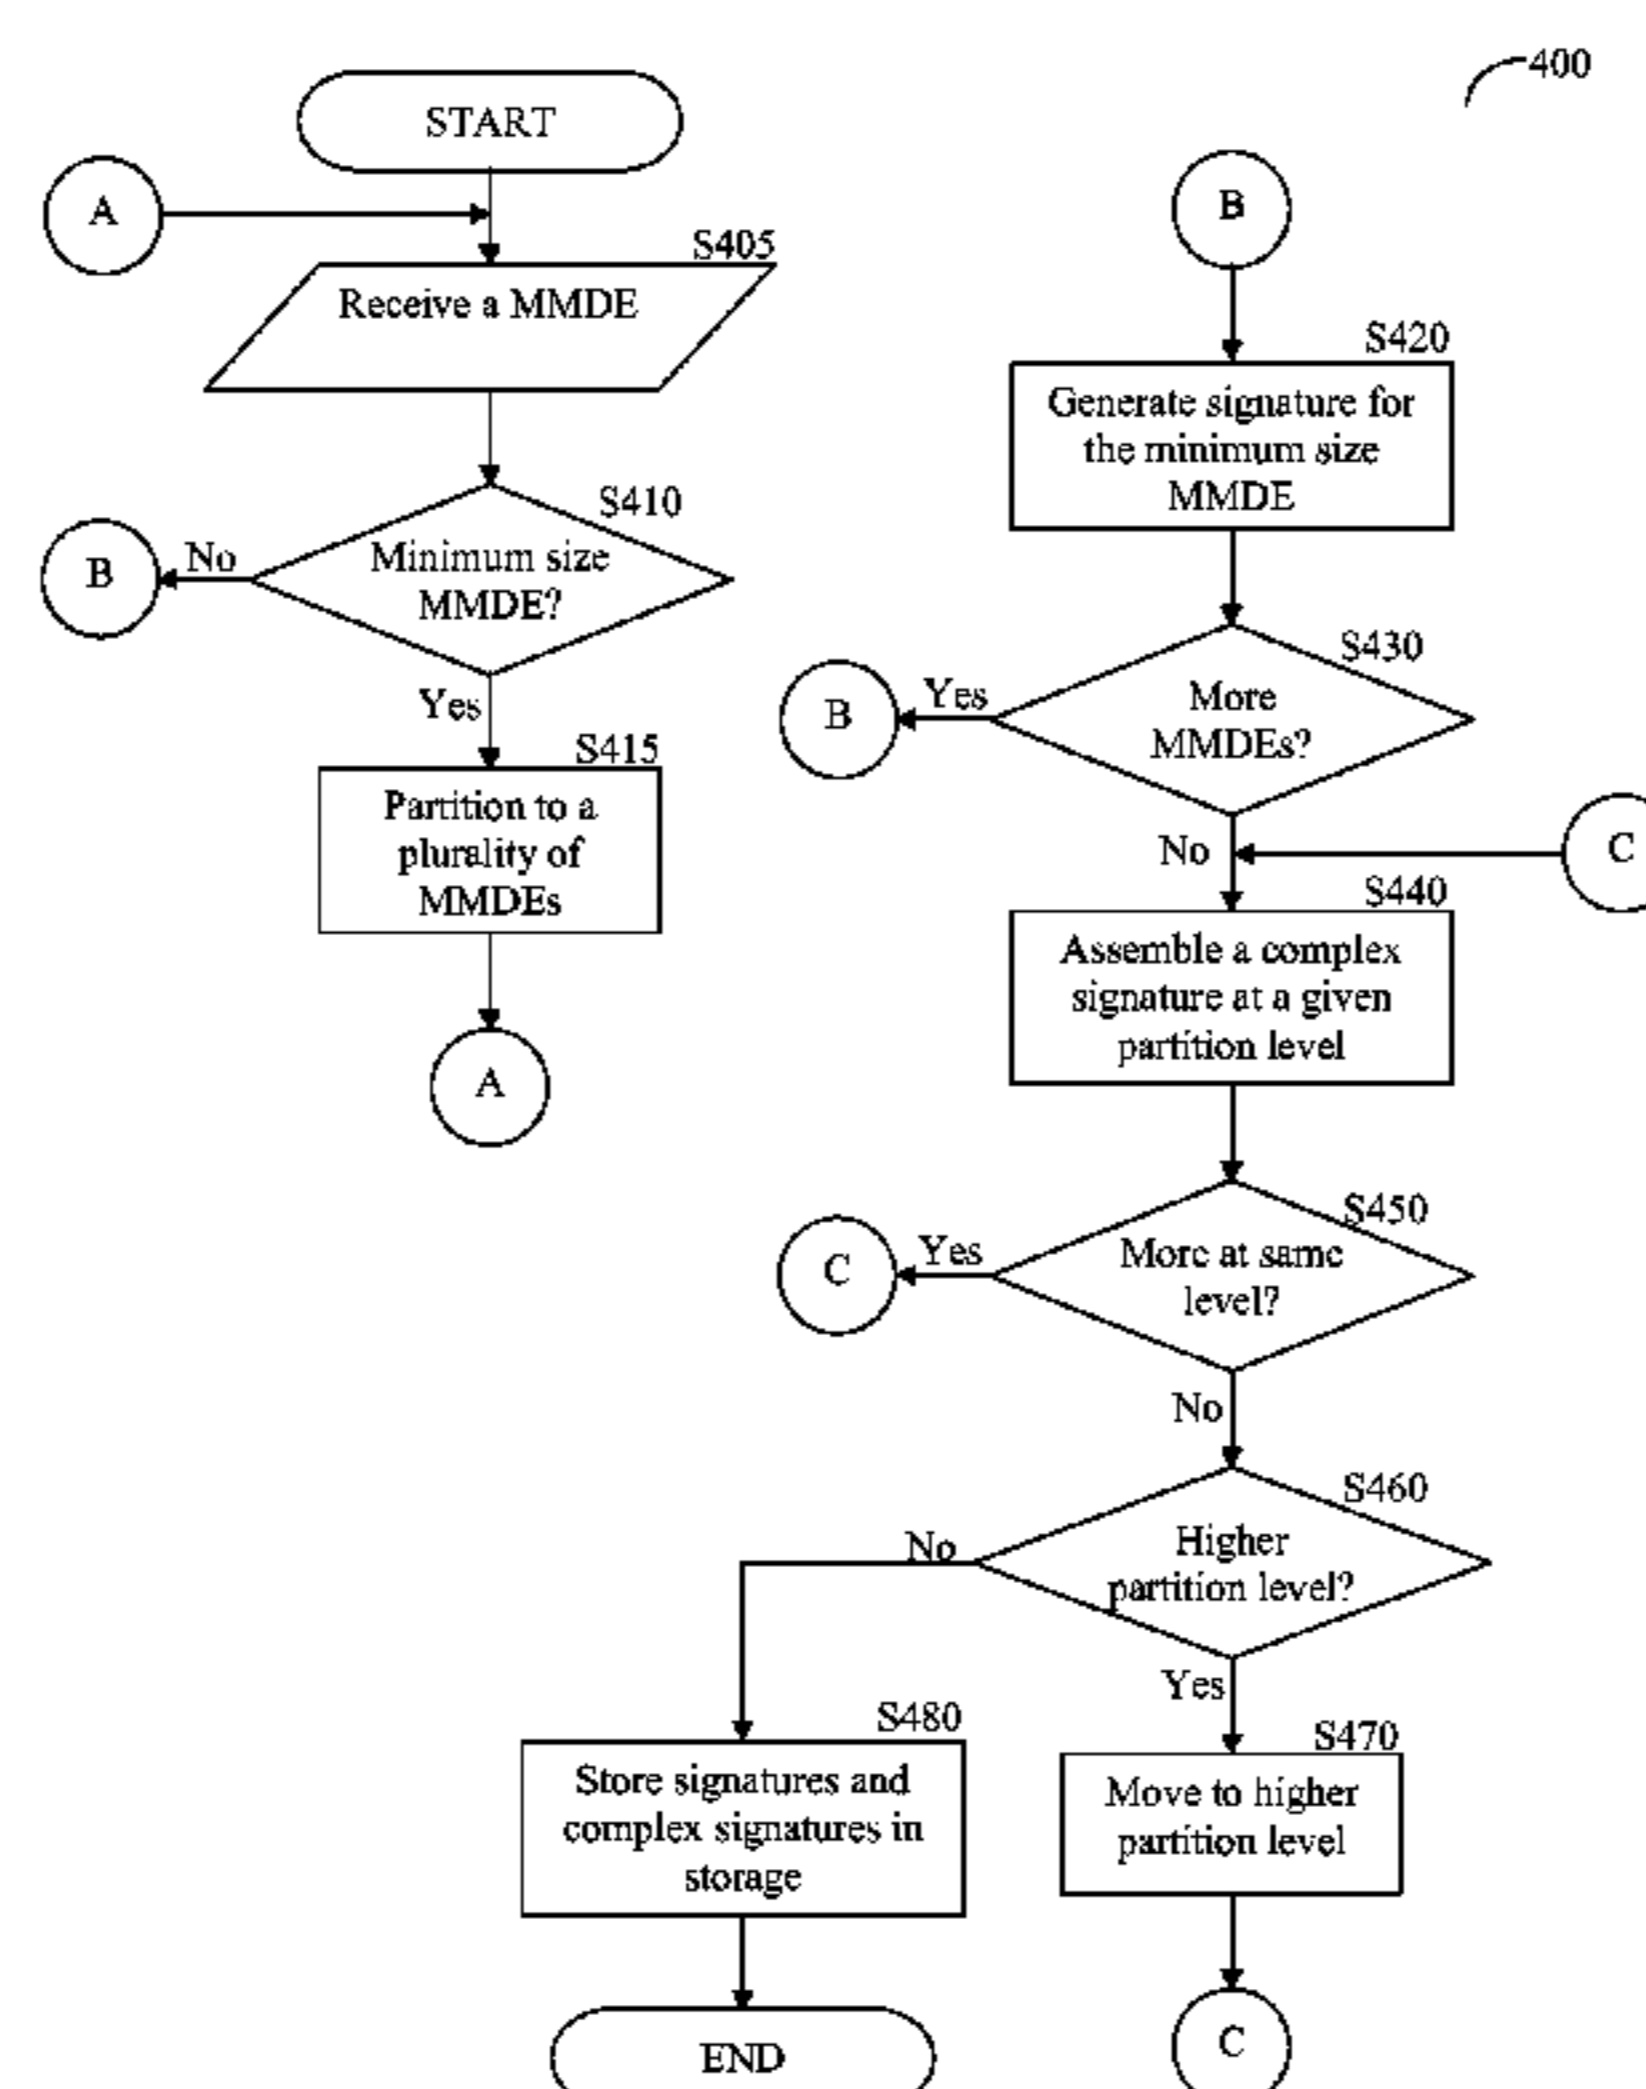 400
START
A
S405
Receive a MMDE
S410
Minimum size
MMDE?
No
B
Yes
S415
Partition to a
plurality of
MMDEs
A
B
S420
Generate signature for
the minimum size
MMDE
S430
More
MMDEs?
Yes
B
No
C
S440
Assemble a complex
signature at a given
partition level
S450
More at same
level?
Yes
C
No
S460
Higher
partition level?
No
Yes
S480
Store signatures and
complex signatures in
storage
END
S470
Move to higher
partition level
C